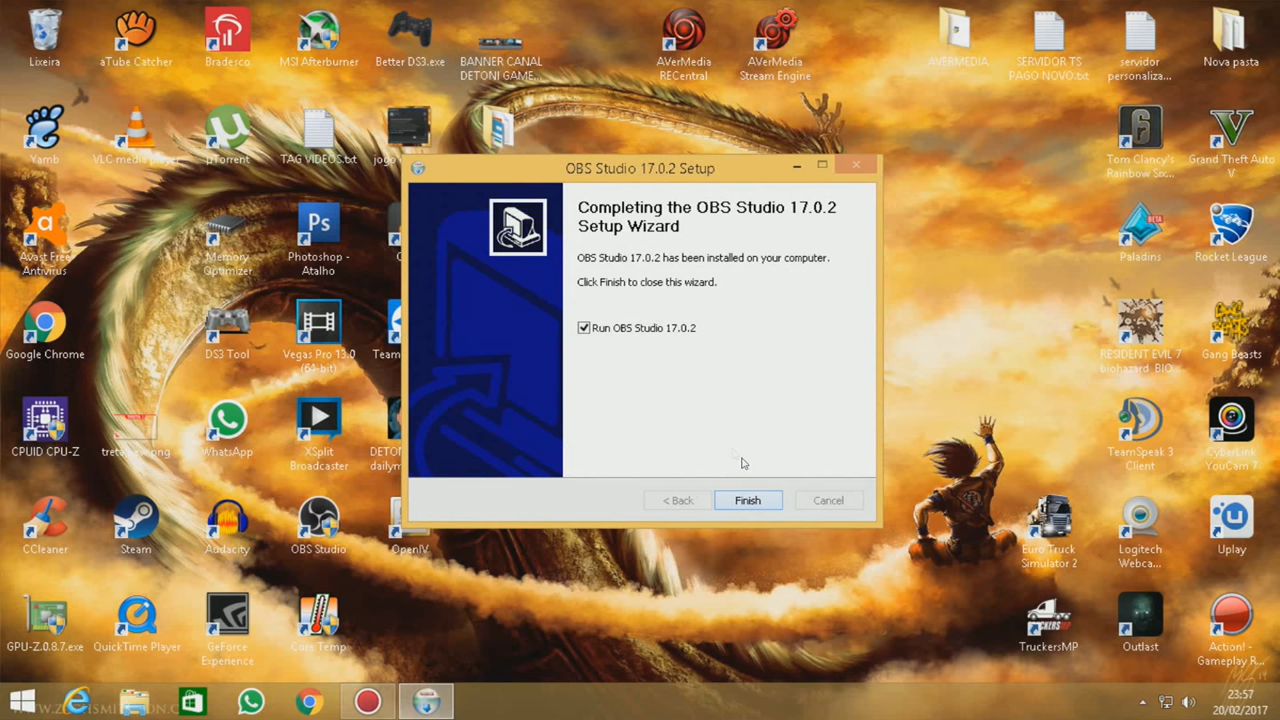 Lixeira
aTube Catcher
Bradesco
MSI Afterburner
Better DS3.exe
BANNER CANAL
DETONI GAME...
AVerMedia
RECentral
AVerMedia
Stream Engine
AVERMEDIA
SERVIDOR TS
PAGO NOVO.txt
servidor
personaliza...
Nova pasta
Yamb
VLC media player
µTorrent
TAG VIDEOS.txt
jogo
Tom Clancy's
Rainbow Six...
Grand Theft Auto
V
OBS Studio 17.0.2 Setup
Completing the OBS Studio 17.0.2
Setup Wizard
OBS Studio 17.0.2 has been installed on your computer.
Click Finish to close this wizard.
Run OBS Studio 17.0.2
< Back
Finish
Cancel
Avast Free
Antivirus
Memory
Optimizer
Ps
Photoshop -
Atalho
BETA
Paladins
Rocket League
Google Chrome
DS3 Tool
Vegas Pro 13.0
(64-bit)
Team
RESIDENT EVIL 7
biohazard BIO...
Gang Beasts
CPUID CPU-Z
WhatsApp
XSplit
Broadcaster
DETON
dailym
TeamSpeak 3
Client
CyberLink
YouCam 7
CCleaner
Steam
Audacity
OBS Studio
OpenIV
Euro Truck
Simulator 2
Logitech
Webca...
Uplay
GPU-Z.0.8.7.exe
QuickTime Player
GeForce
Experience
Core Temp
TruckersMP
Outlast
Action! -
Gameplay R...
23:57
20/02/2017